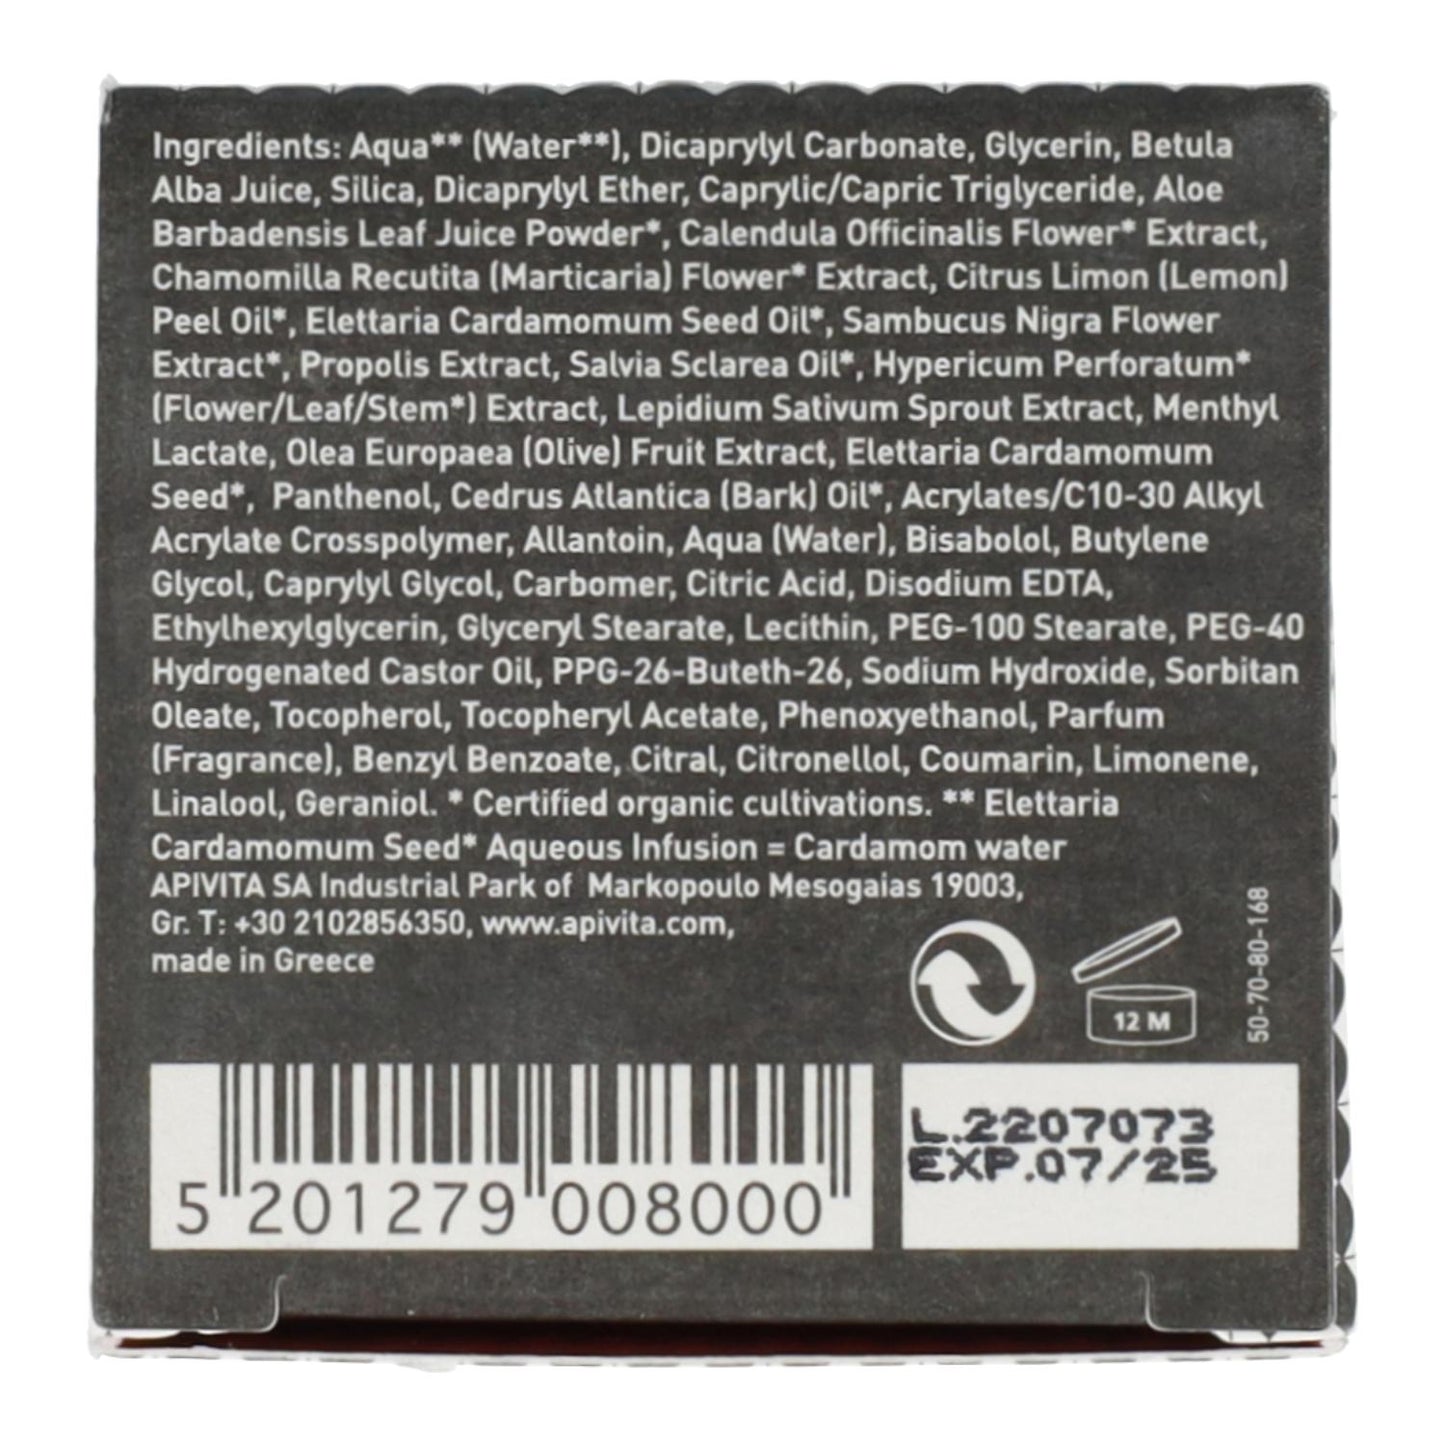 Ingredients: Aqua** (Water**), Dicaprylyl Carbonate, Glycerin, Betula
Alba Juice, Silica, Dicaprylyl Ether, Caprylic/Capric Triglyceride, Aloe
Barbadensis Leaf Juice Powder*, Calendula Officinalis Flower* Extract,
Chamomilla Recutita (Marticaria) Flower* Extract, Citrus Limon (Lemon)
Peel Oil*, Elettaria Cardamomum Seed Oil*, Sambucus Nigra Flower
Extract*, Propolis Extract, Salvia Sclarea Oil*, Hypericum Perforatum*
(Flower/Leaf/Stem*) Extract, Lepidium Sativum Sprout Extract, Menthyl
Lactate, Olea Europaea (Olive) Fruit Extract, Elettaria Cardamomum
Seed*, Panthenol, Cedrus Atlantica (Bark) Oil*, Acrylates/C10-30 Alkyl
Acrylate Crosspolymer, Allantoin, Aqua (Water), Bisabolol, Butylene
Glycol, Caprylyl Glycol, Carbomer, Citric Acid, Disodium EDTA,
Ethylhexylglycerin, Glyceryl Stearate, Lecithin, PEG-100 Stearate, PEG-40
Hydrogenated Castor Oil, PPG-26-Buteth-26, Sodium Hydroxide, Sorbitan
Oleate, Tocopherol, Tocopheryl Acetate, Phenoxyethanol, Parfum
(Fragrance), Benzyl Benzoate, Citral, Citronellol, Coumarin, Limonene,
Linalool, Geraniol. * Certified organic cultivations. ** Elettaria
Cardamomum Seed* Aqueous Infusion = Cardamom water
APIVITA SA Industrial Park of Markopoulo Mesogaias 19003,
Gr. T: +30 2102856350, www.apivita.com,
made in Greece
12 M
50-70-80-168
5 201279 008000
L.2207073
EXP.07/25